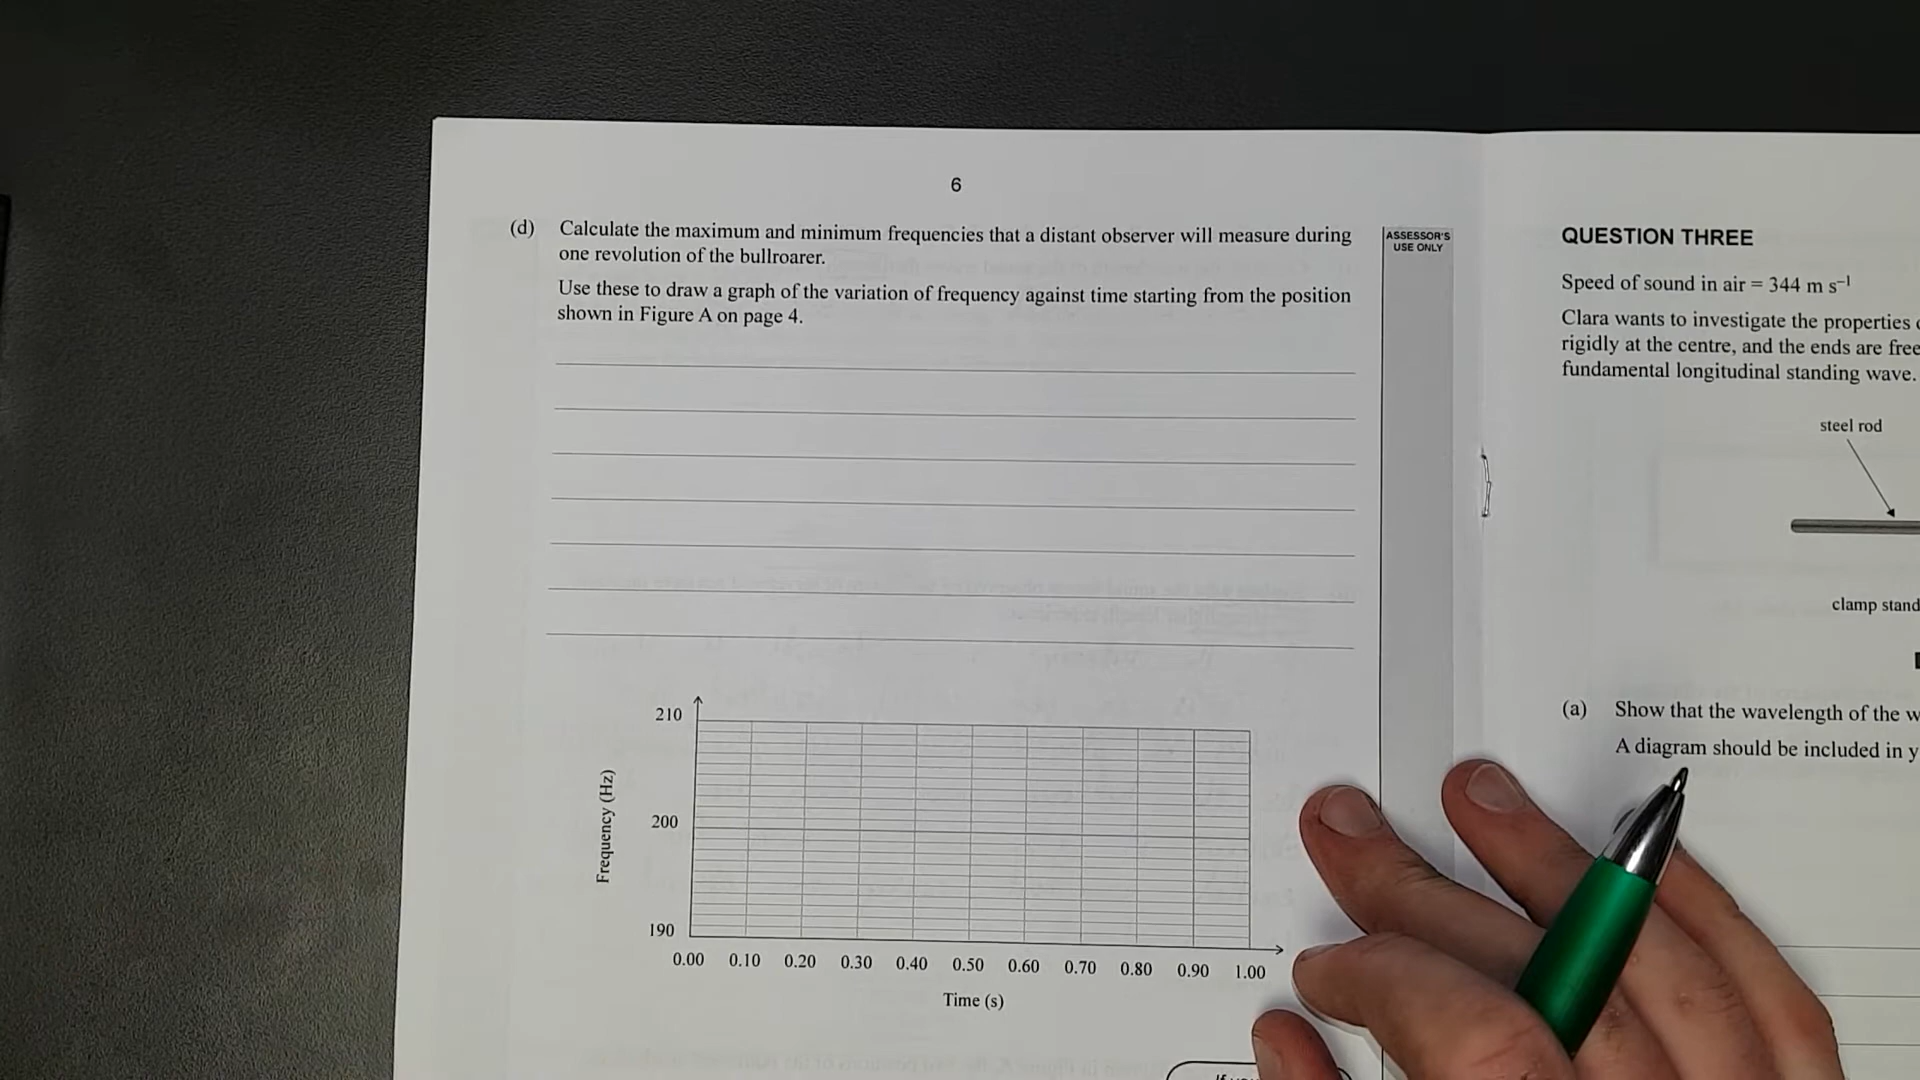 6
(d) Calculate the maximum and minimum frequencies that a distant observer will measure during
one revolution of the bullroarer.
Use these to draw a graph of the variation of frequency against time starting from the position
shown in Figure A on page 4.
ASSESSOR'S
USE ONLY
210
200
190
Frequency (Hz)
0.00 0.10 0.20 0.30 0.40 0.50 0.60 0.70 0.80 0.90 1.00
Time (s)
QUESTION THREE
Speed of sound in air = 344 m s⁻¹
Clara wants to investigate the properties
rigidly at the centre, and the ends are free
fundamental longitudinal standing wave.
steel rod
clamp stand
(a) Show that the wavelength of the w
A diagram should be included in y